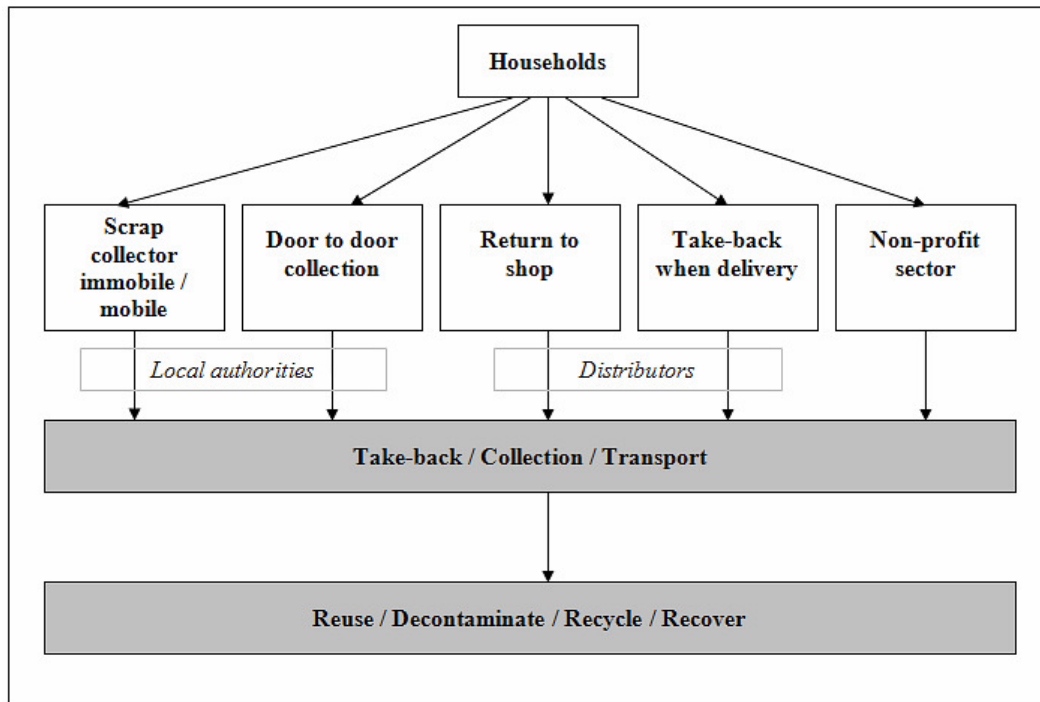 Households
Scrap
collector
immobile /
mobile
Door to door
collection
Return to
shop
Take-back
when delivery
Non-profit
sector
Local authorities
Distributors
Take-back / Collection / Transport
Reuse / Decontaminate / Recycle / Recover